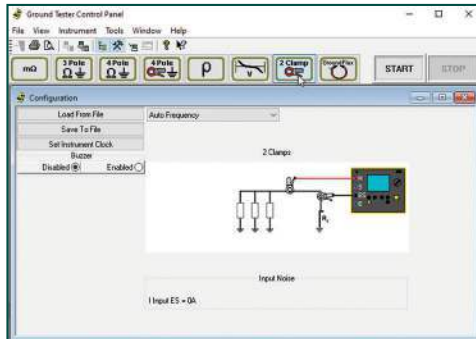 Ground Tester Control Panel
File View Instrument Tools Window Help
mΩ 3 Pole Ω 4 Pole Ω 4 Pole ρ V 2 Clamp GroundFlex START STOP
Configuration
Load From File Auto Frequency
Save To File
Set Instrument Clock
Buzzer
Disabled Enabled
2 Clamps
Input Noise
I Input ES = 0A